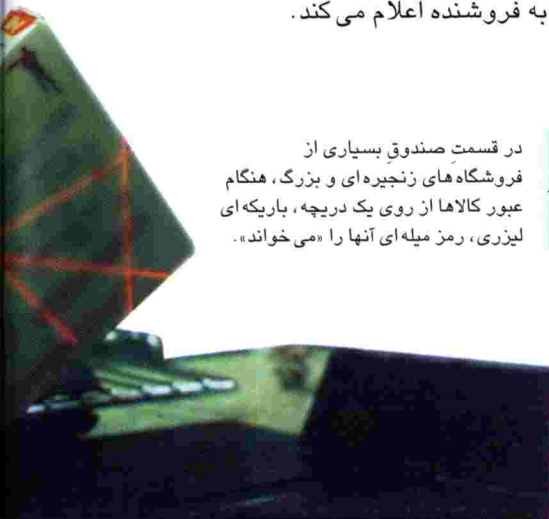 به فروشنده اعلام می‌کند.
در قسمتِ صندوقِ بسیاری از
فروشگاه‌های زنجیره‌ای و بزرگ، هنگام
عبور کالاها از روی یک دریچه، باریکه‌ای
لیزری، رمز میله‌ای آنها را «می‌خواند».